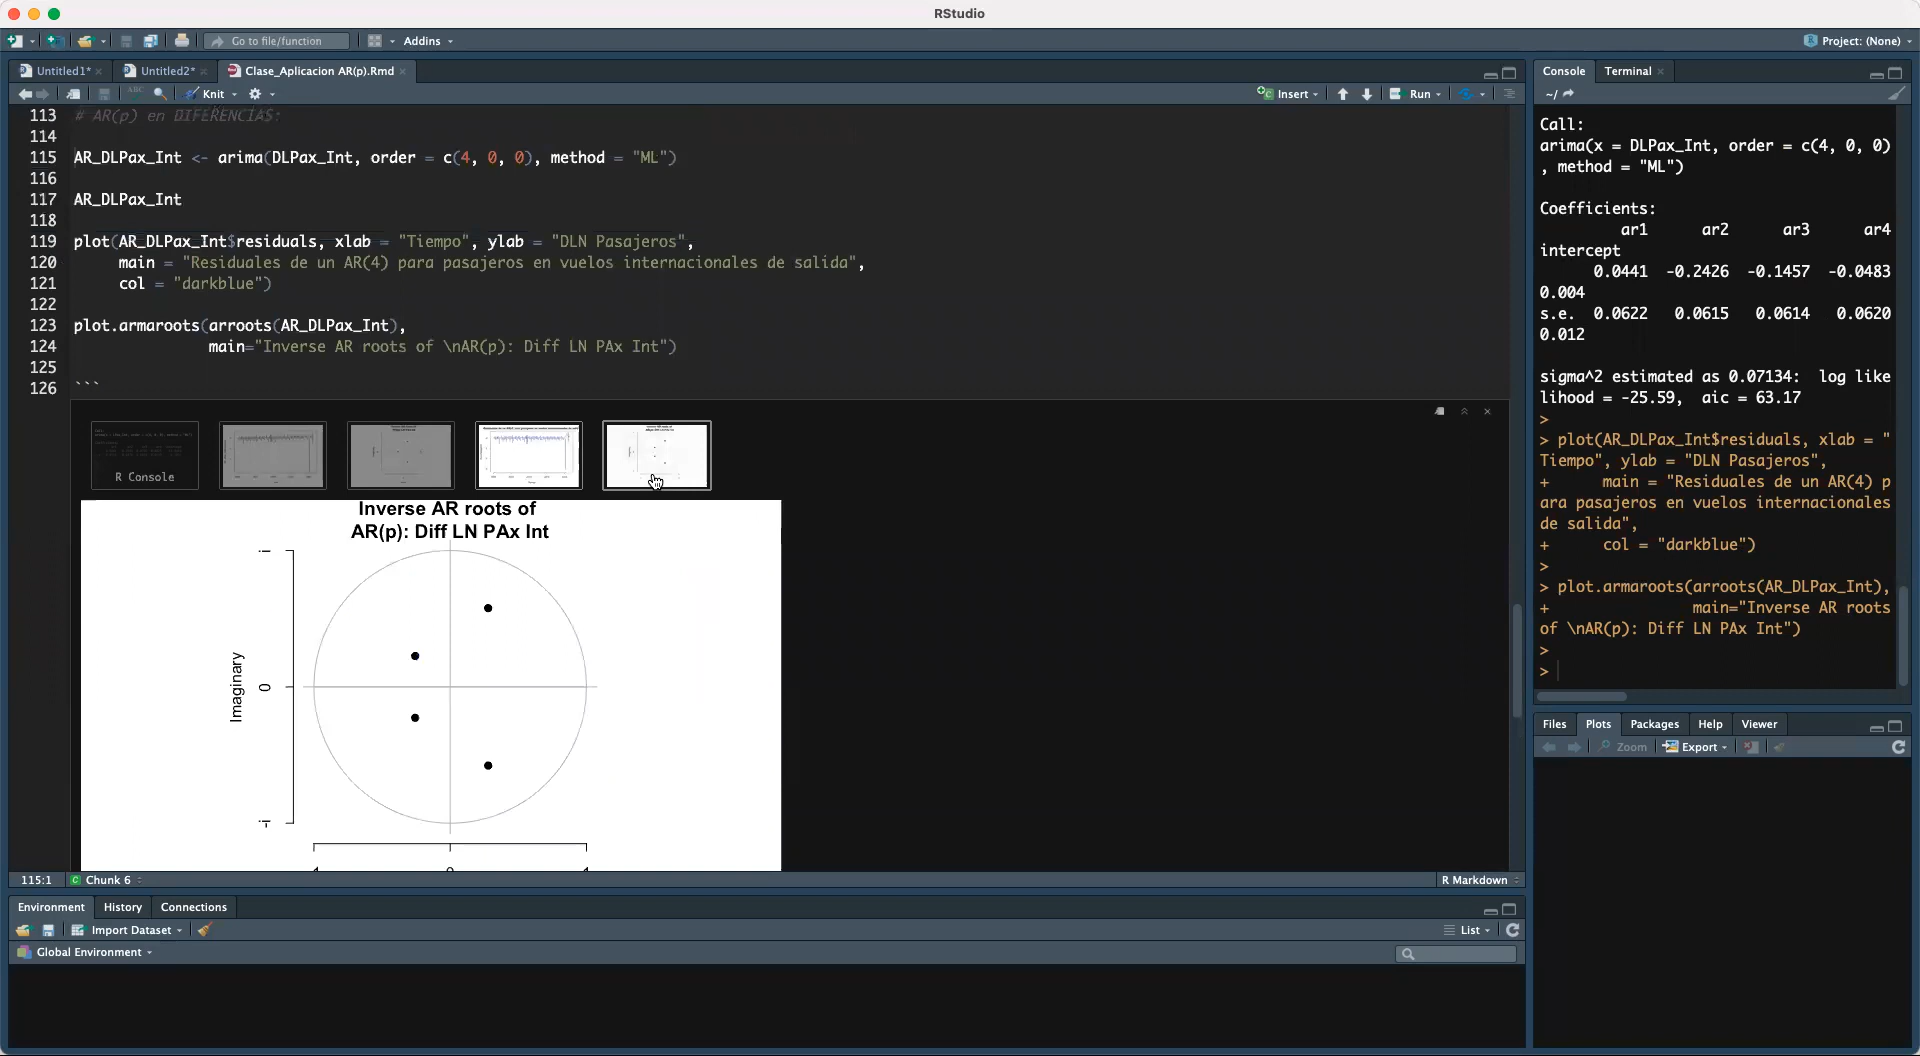 RStudio
Go to file/function
Addins
Project: (None)
Untitled1*
Untitled2*
Clase_Aplicacion AR(p).Rmd
ABC
Knit
Insert
Run
113 # AR(p) en DIFERENCIAS:
114
115 AR_DLPax_Int <- arima(DLPax_Int, order = c(4, 0, 0), method = "ML")
116
117 AR_DLPax_Int
118
119 plot(AR_DLPax_Int$residuals, xlab = "Tiempo", ylab = "DLN Pasajeros",
120 main = "Residuales de un AR(4) para pasajeros en vuelos internacionales de salida",
121 col = "darkblue")
122
123 plot.armaroots(arroots(AR_DLPax_Int),
124 main="Inverse AR roots of \nAR(p): Diff LN PAx Int")
125
126 ```
R Console
Inverse AR roots of
AR(p): Diff LN PAx Int
Imaginary
i
0
-i
115:1
Chunk 6
R Markdown
Environment
History
Connections
Import Dataset
List
Global Environment
Console
Terminal
~/
Call:
arima(x = DLPax_Int, order = c(4, 0, 0)
, method = "ML")
Coefficients:
ar1 ar2 ar3 ar4
intercept
0.0441 -0.2426 -0.1457 -0.0483
0.004
s.e. 0.0622 0.0615 0.0614 0.0620
0.012
sigma^2 estimated as 0.07134: log like
lihood = -25.59, aic = 63.17
>
> plot(AR_DLPax_Int$residuals, xlab = "
Tiempo", ylab = "DLN Pasajeros",
+ main = "Residuales de un AR(4) p
ara pasajeros en vuelos internacionales
de salida",
+ col = "darkblue")
>
> plot.armaroots(arroots(AR_DLPax_Int),
+ main="Inverse AR roots
of \nAR(p): Diff LN PAx Int")
>
>
Files
Plots
Packages
Help
Viewer
Zoom
Export